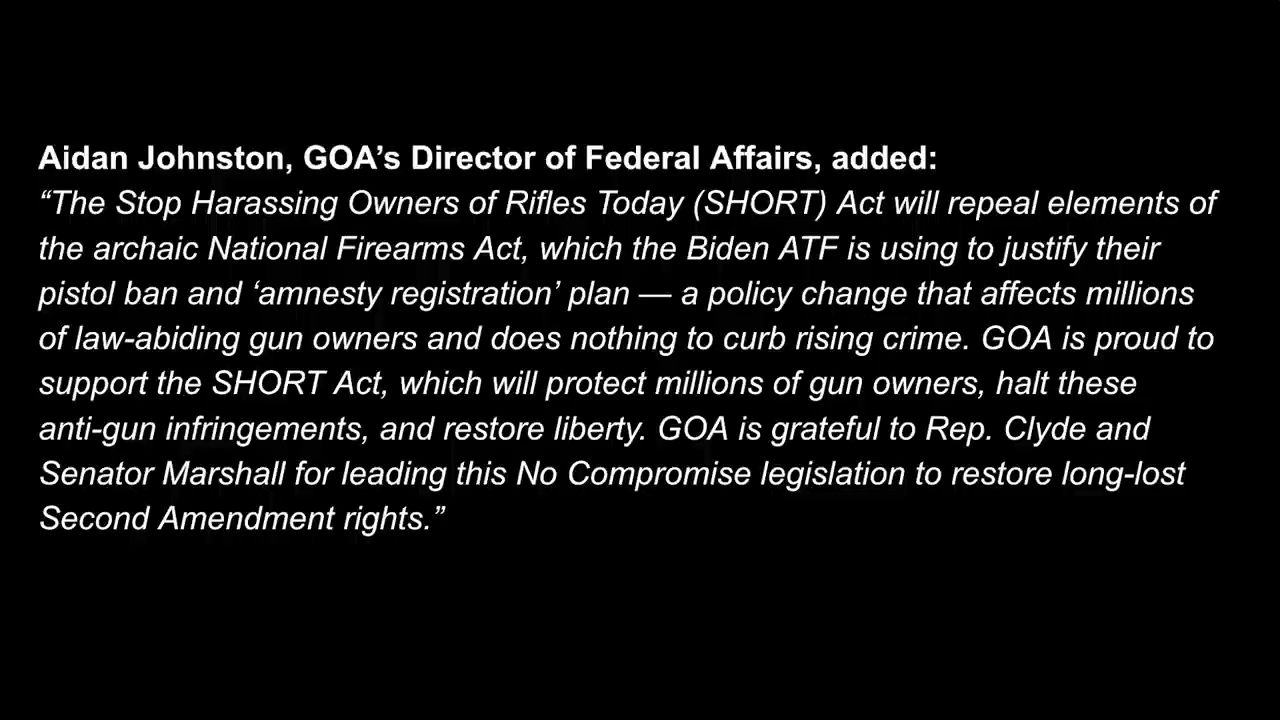 Aidan Johnston, GOA’s Director of Federal Affairs, added:
“The Stop Harassing Owners of Rifles Today (SHORT) Act will repeal elements of
the archaic National Firearms Act, which the Biden ATF is using to justify their
pistol ban and ‘amnesty registration’ plan — a policy change that affects millions
of law-abiding gun owners and does nothing to curb rising crime. GOA is proud to
support the SHORT Act, which will protect millions of gun owners, halt these
anti-gun infringements, and restore liberty. GOA is grateful to Rep. Clyde and
Senator Marshall for leading this No Compromise legislation to restore long-lost
Second Amendment rights.”